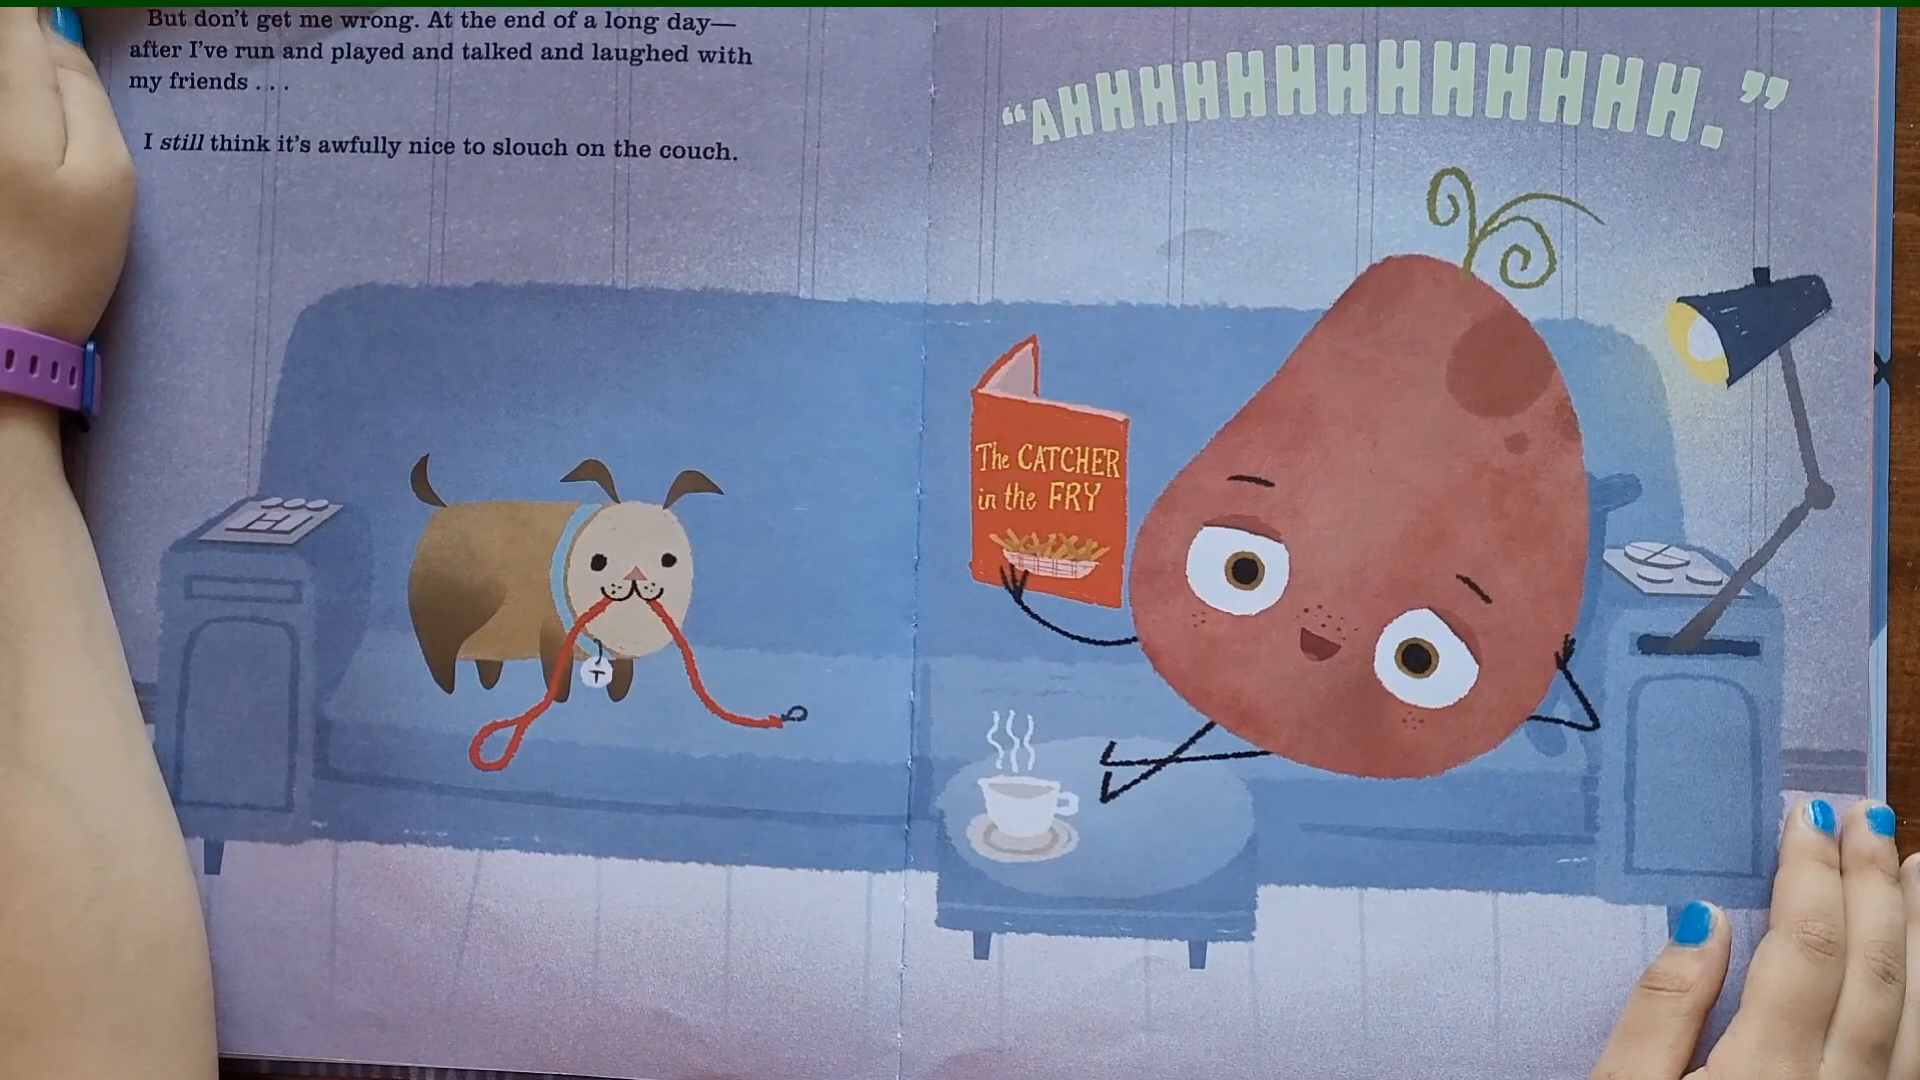 But don't get me wrong. At the end of a long day—
after I've run and played and talked and laughed with
my friends . . .
I still think it's awfully nice to slouch on the couch.
"AHHHHHHHHHHHHH."
The CATCHER
in the FRY
T